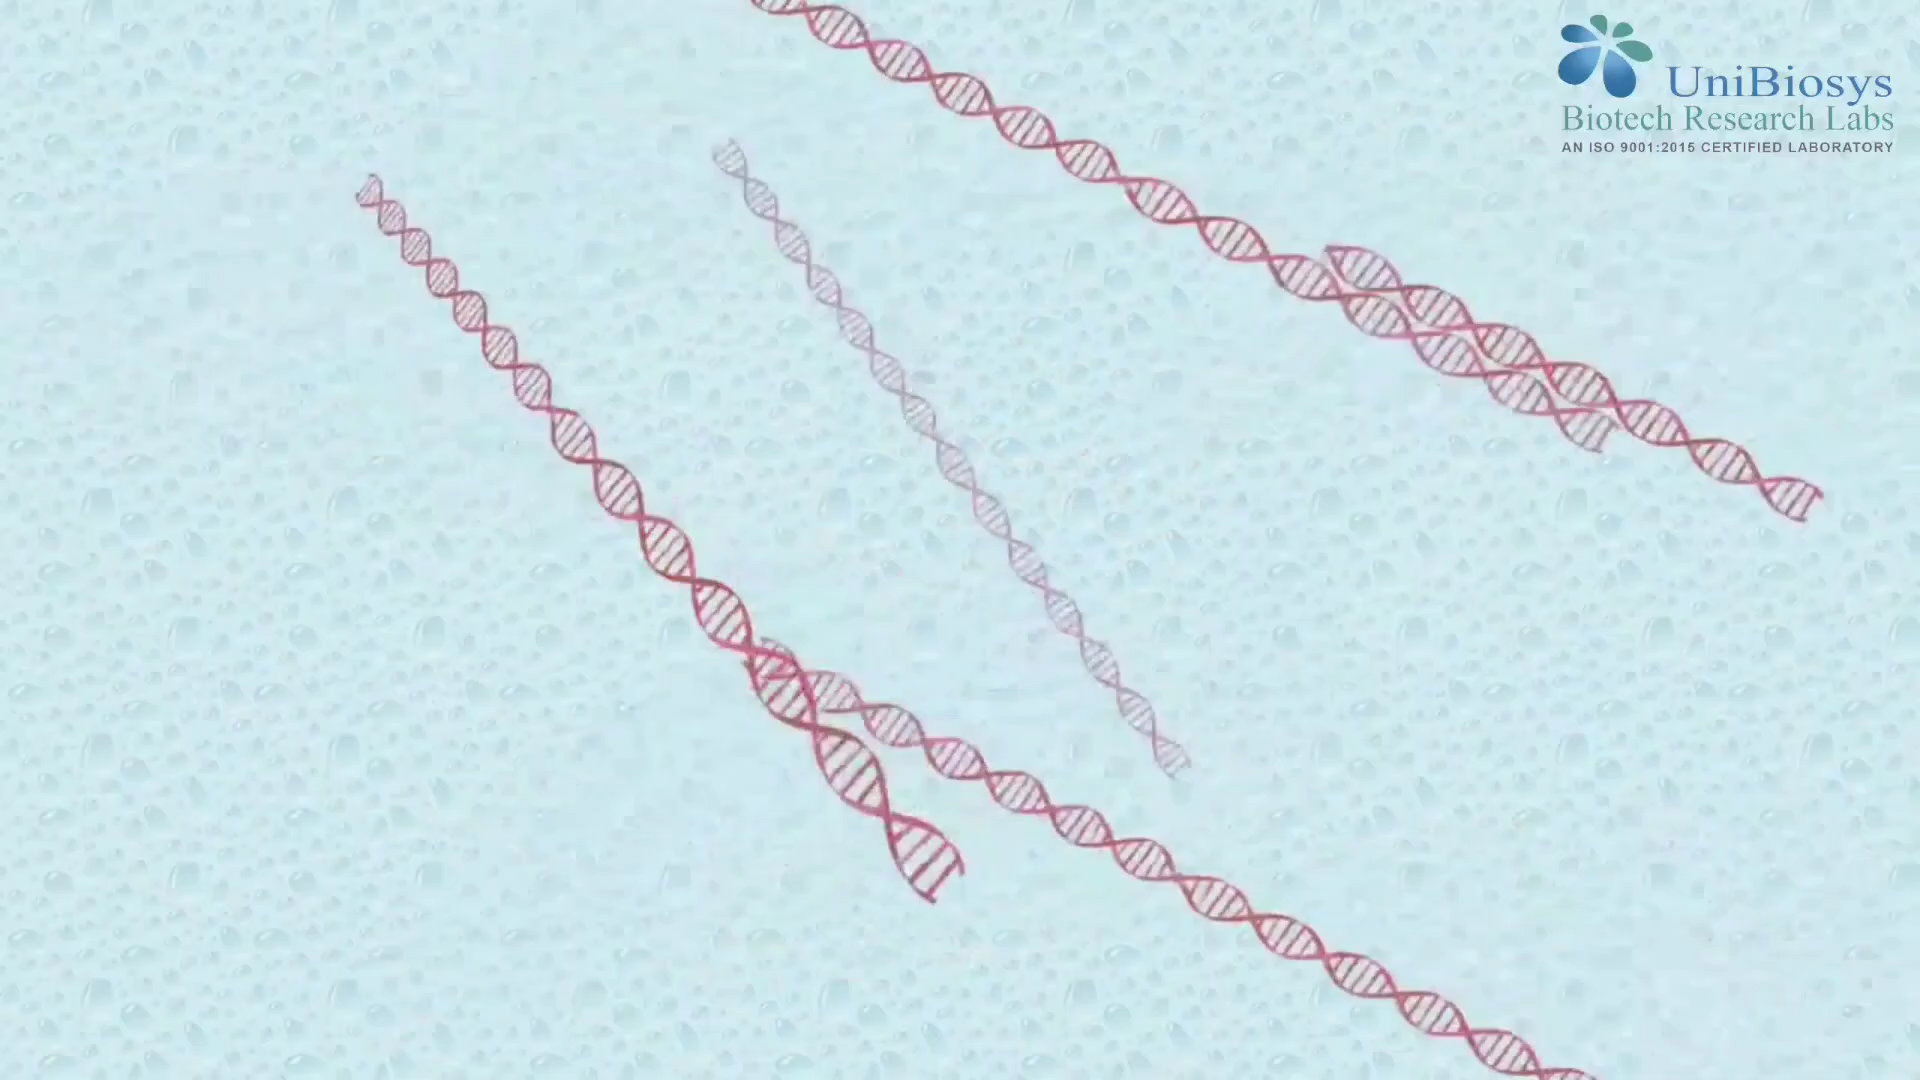 UniBiosys
Biotech Research Labs
AN ISO 9001:2015 CERTIFIED LABORATORY